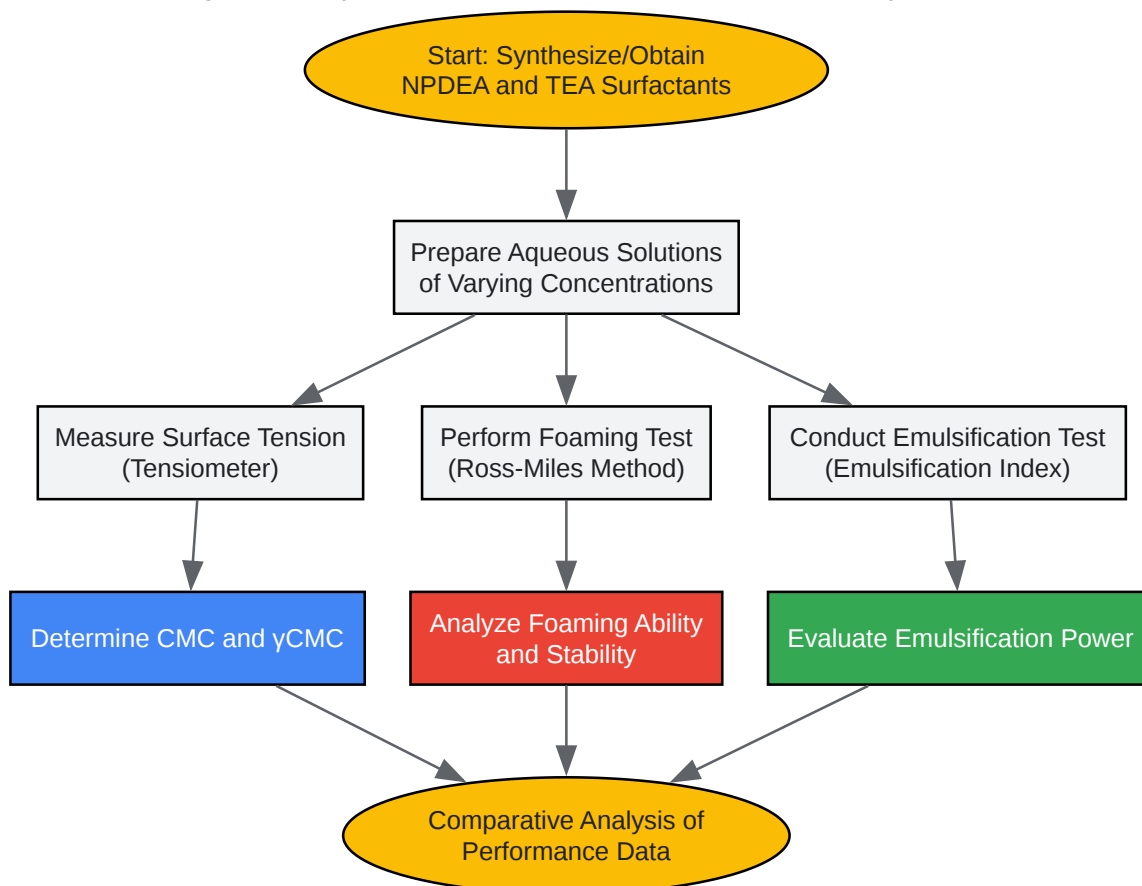 Start: Synthesize/Obtain
NPDEA and TEA Surfactants
Prepare Aqueous Solutions
of Varying Concentrations
Measure Surface Tension
(Tensiometer)
Perform Foaming Test
(Ross-Miles Method)
Conduct Emulsification Test
(Emulsification Index)
Determine CMC and γCMC
Analyze Foaming Ability
and Stability
Evaluate Emulsification Power
Comparative Analysis of
Performance Data